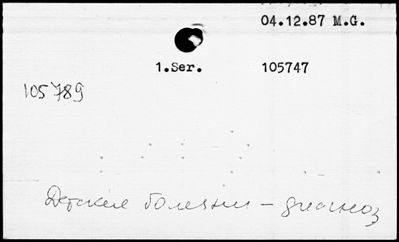 04.12.87 M.G.
1.Ser. 105747
105789
Детские болезни – диагноз